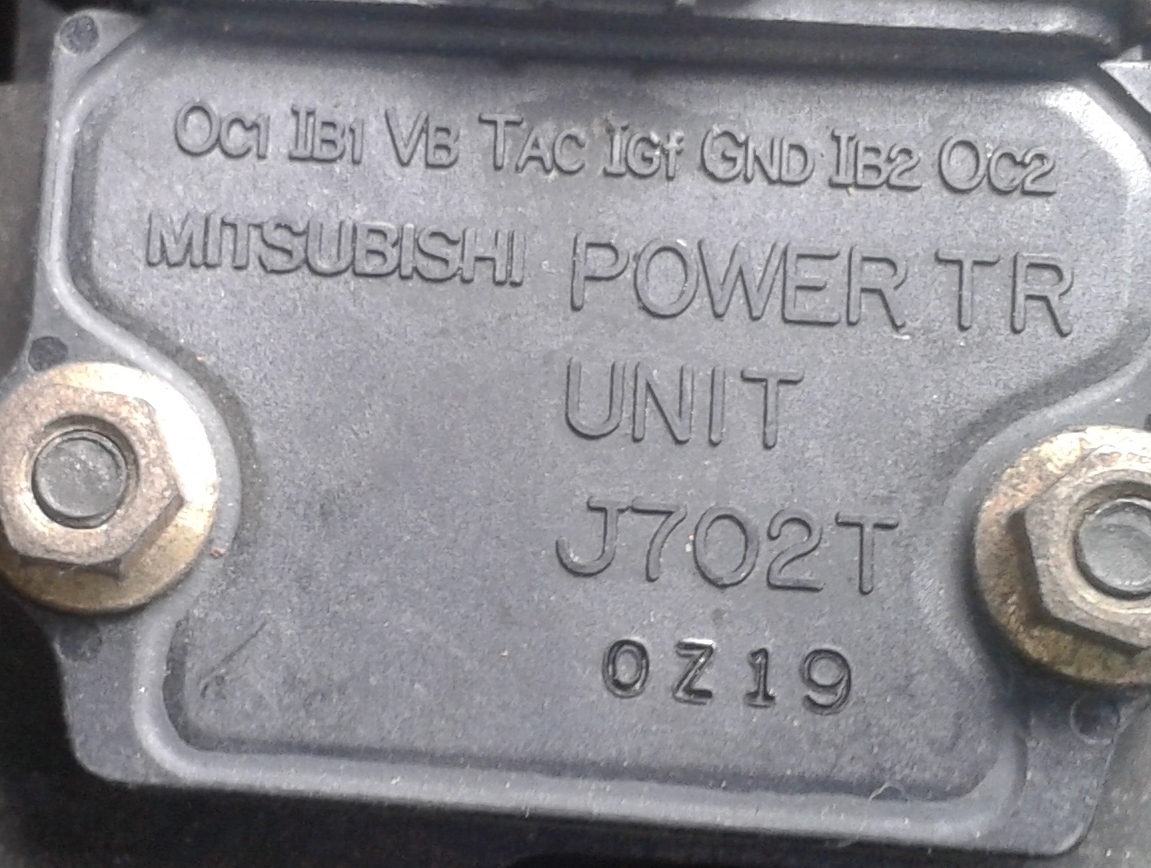 Oc1 IB1 VB TAC IGf GND IB2 Oc2
MITSUBISHI POWER TR
UNIT
J702T
0Z19